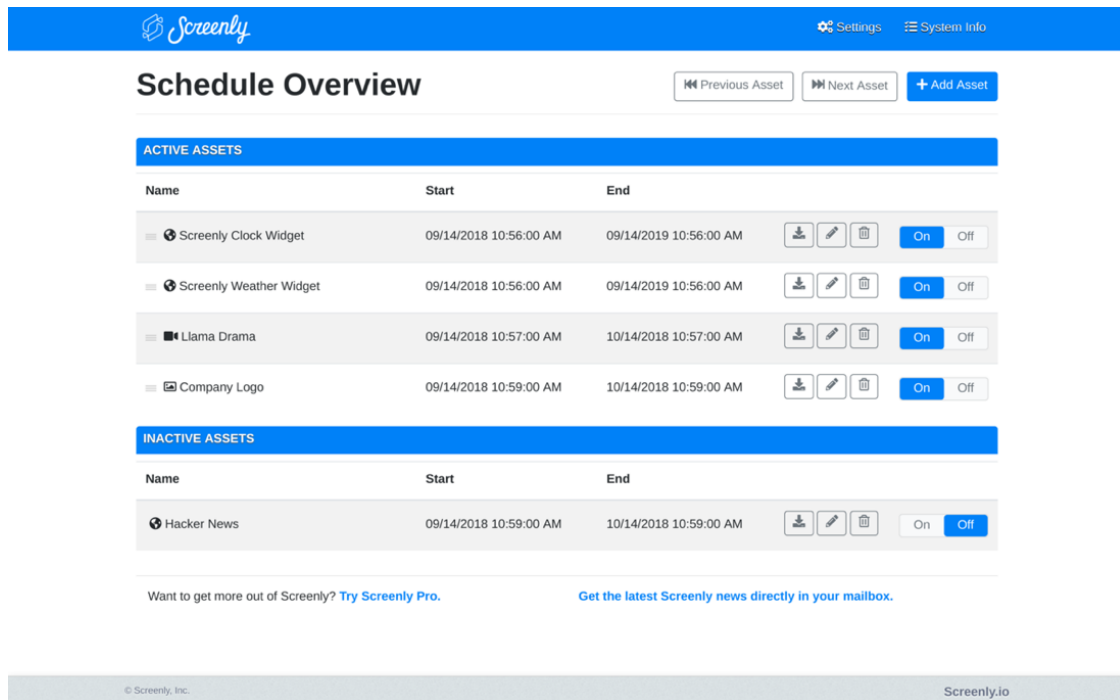 Screenly
Settings System Info
Schedule Overview
Previous Asset Next Asset + Add Asset
ACTIVE ASSETS
Name Start End
Screenly Clock Widget 09/14/2018 10:56:00 AM 09/14/2019 10:56:00 AM On Off
Screenly Weather Widget 09/14/2018 10:56:00 AM 09/14/2019 10:56:00 AM On Off
Llama Drama 09/14/2018 10:57:00 AM 10/14/2018 10:57:00 AM On Off
Company Logo 09/14/2018 10:59:00 AM 10/14/2018 10:59:00 AM On Off
INACTIVE ASSETS
Name Start End
Hacker News 09/14/2018 10:59:00 AM 10/14/2018 10:59:00 AM On Off
Want to get more out of Screenly? Try Screenly Pro. Get the latest Screenly news directly in your mailbox.
© Screenly, Inc. Screenly.io